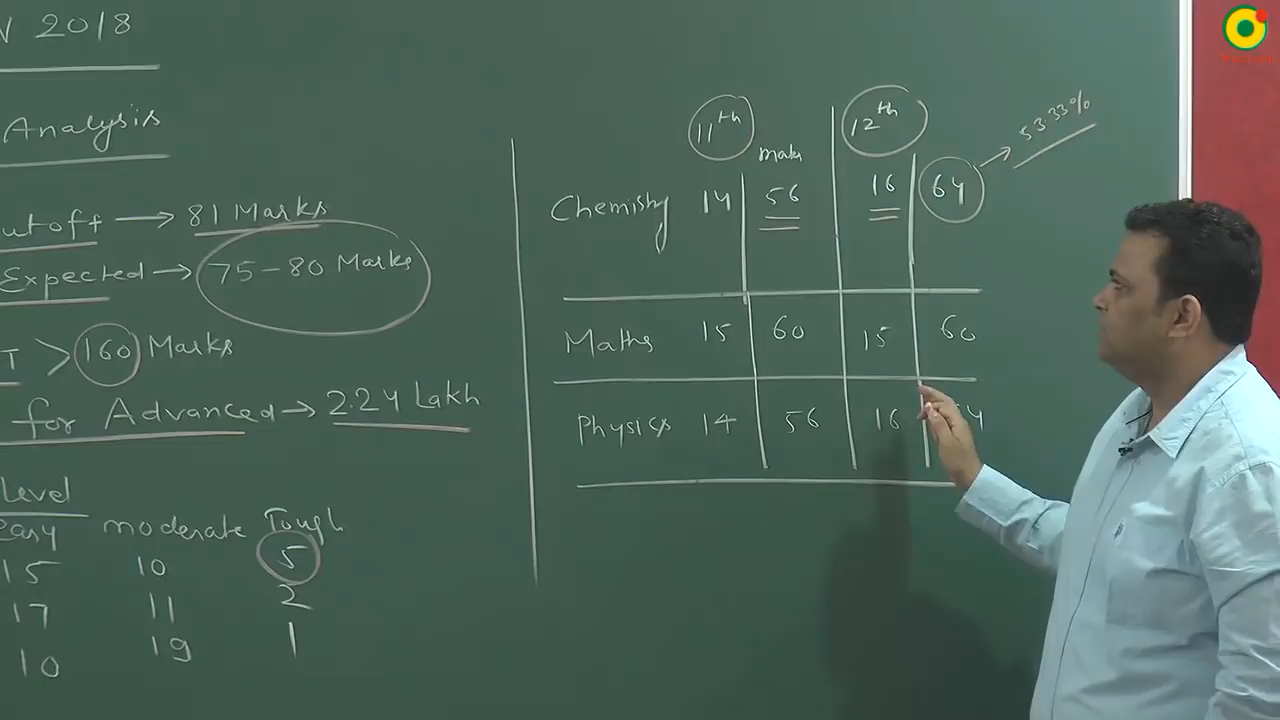 2018
Analysis
utoff → 81 Marks
Expected → 75-80 Marks
T > 160 Marks
for Advanced → 2.24 Lakh
Level
Easy moderate Tough
15 10 5
17 11 2
10 19 1
11th 12th 53.33%
marks
Chemistry 14 56 16 64
Maths 15 60 15 60
Physics 14 56 16 4